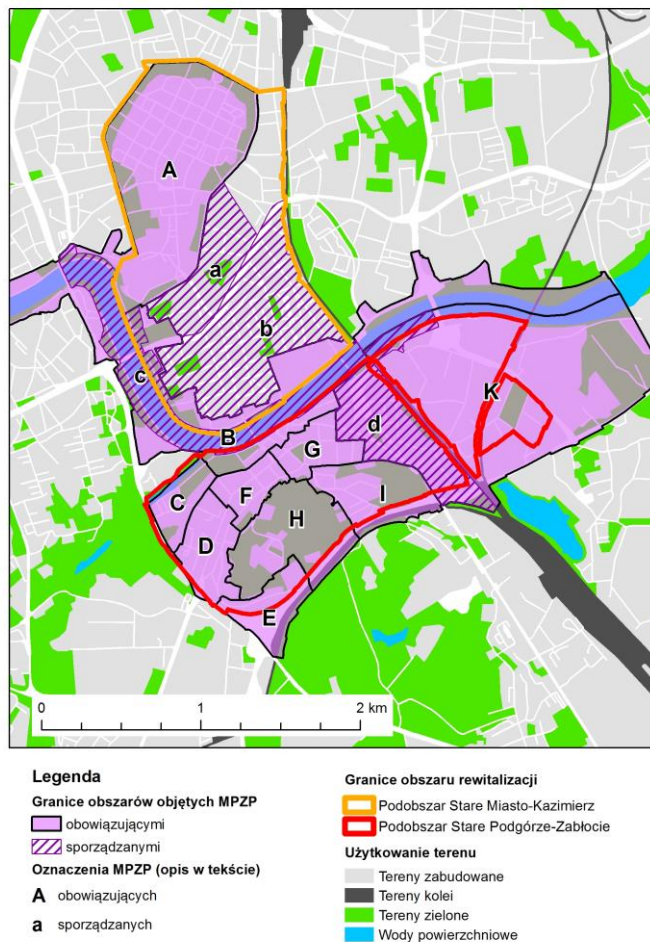 A
a
b
c
K
B
d
G
C
F
I
H
D
E
0 1 2 km
Legenda
Granice obszarów objętych MPZP
obowiązującymi
sporządzanymi
Oznaczenia MPZP (opis w tekście)
A obowiązujących
a sporządzanych
Granice obszaru rewitalizacji
Podobszar Stare Miasto-Kazimierz
Podobszar Stare Podgórze-Zabłocie
Użytkowanie terenu
Tereny zabudowane
Tereny kolei
Tereny zielone
Wody powierzchniowe